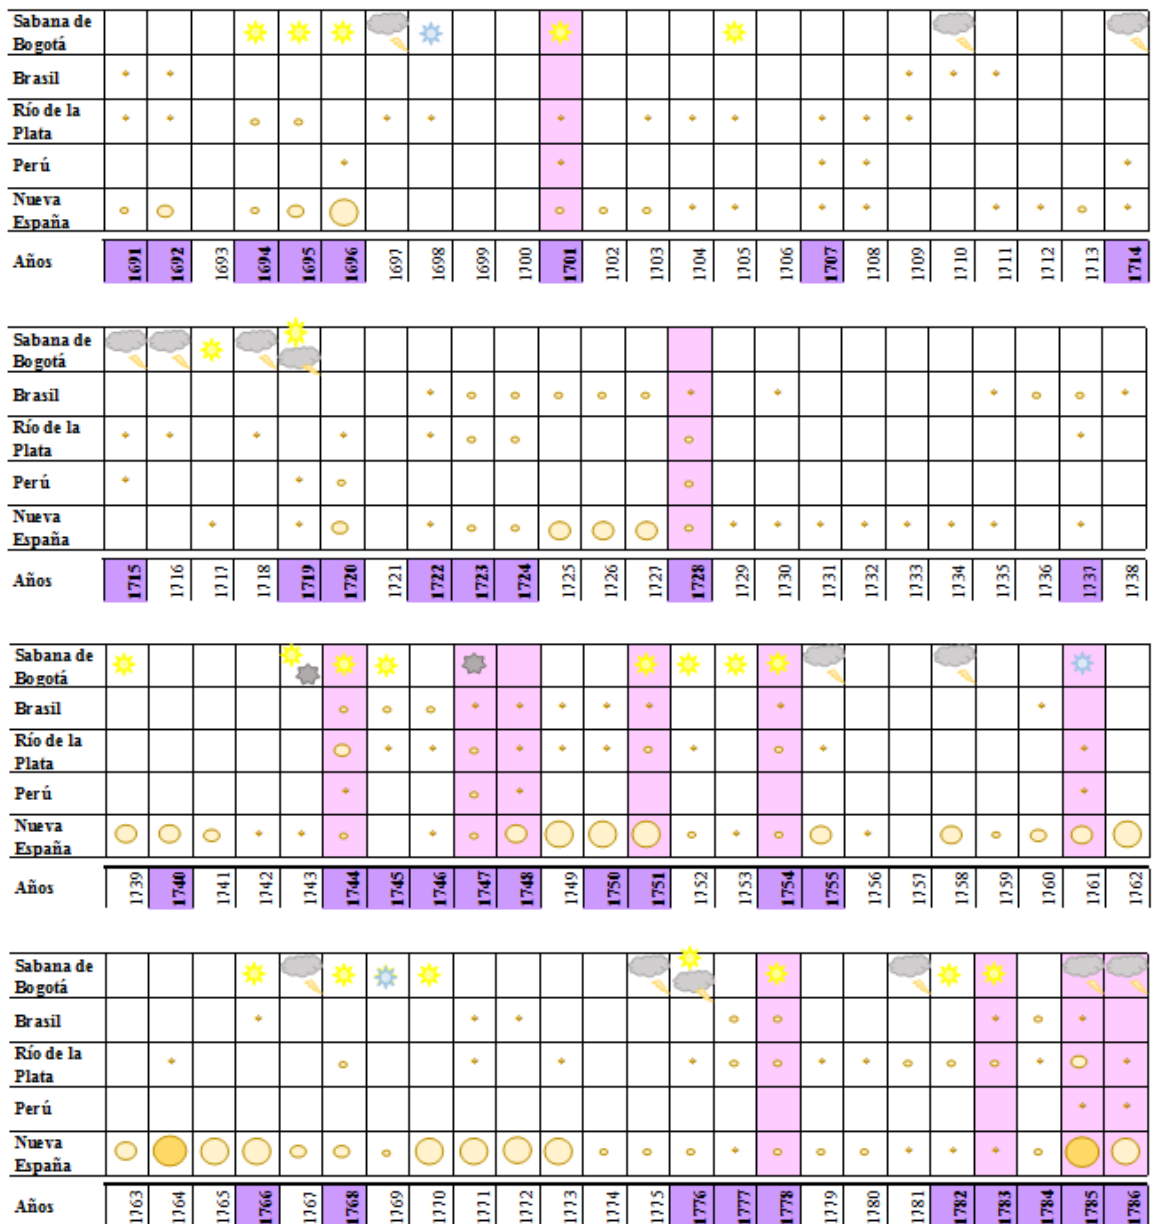 Sabana de
Bogotá
Brasil
Río de la
Plata
Perú
Nueva
España
Años 1691 1692 1693 1694 1695 1696 1697 1698 1699 1700 1701 1702 1703 1704 1705 1706 1707 1708 1709 1710 1711 1712 1713 1714
Sabana de
Bogotá
Brasil
Río de la
Plata
Perú
Nueva
España
Años 1715 1716 1717 1718 1719 1720 1721 1722 1723 1724 1725 1726 1727 1728 1729 1730 1731 1732 1733 1734 1735 1736 1737 1738
Sabana de
Bogotá
Brasil
Río de la
Plata
Perú
Nueva
España
Años 1739 1740 1741 1742 1743 1744 1745 1746 1747 1748 1749 1750 1751 1752 1753 1754 1755 1756 1757 1758 1759 1760 1761 1762
Sabana de
Bogotá
Brasil
Río de la
Plata
Perú
Nueva
España
Años 1763 1764 1765 1766 1767 1768 1769 1770 1771 1772 1773 1774 1775 1776 1777 1778 1779 1780 1781 1782 1783 1784 1785 1786